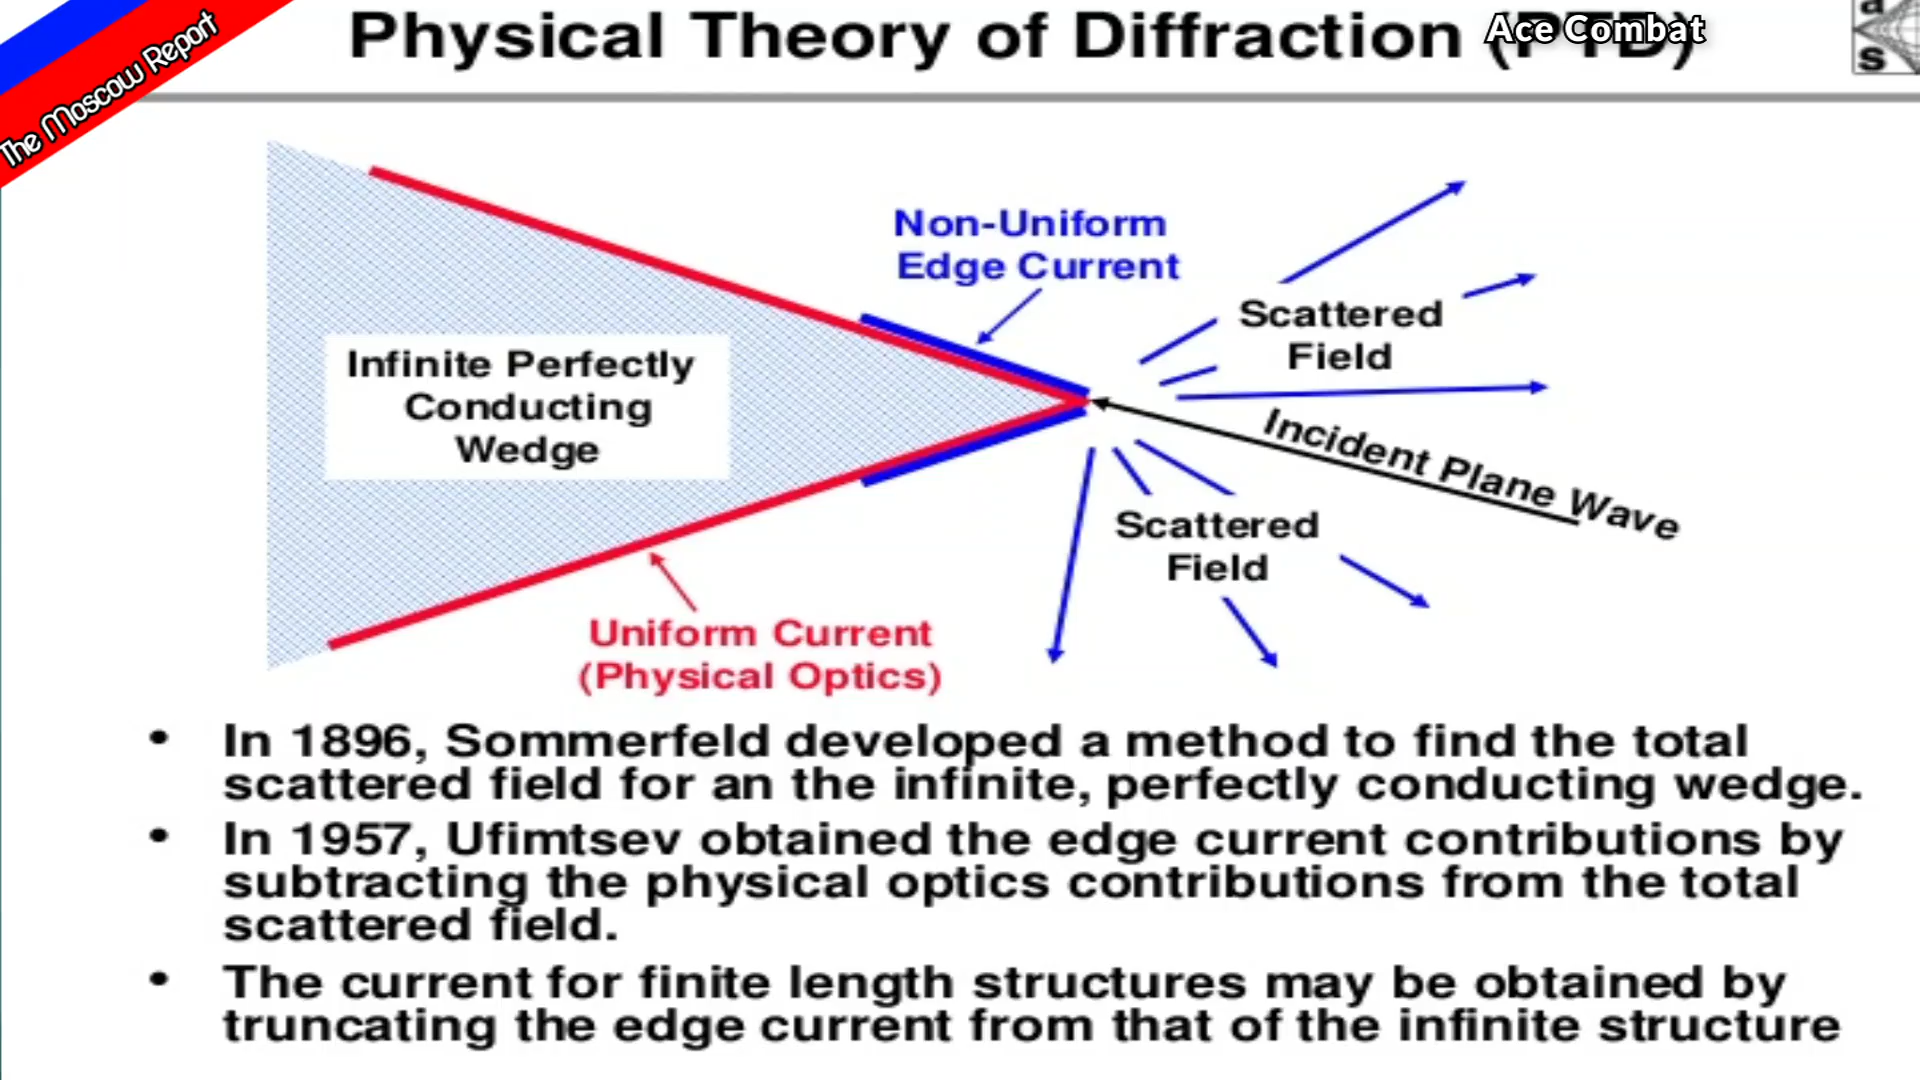 The Moscow Report
Physical Theory of Diffraction (PTD)
Ace Combat
a
s
Non-Uniform
Edge Current
Scattered
Field
Infinite Perfectly
Conducting
Wedge
Incident Plane Wave
Scattered
Field
Uniform Current
(Physical Optics)
• In 1896, Sommerfeld developed a method to find the total
scattered field for an the infinite, perfectly conducting wedge.
• In 1957, Ufimtsev obtained the edge current contributions by
subtracting the physical optics contributions from the total
scattered field.
• The current for finite length structures may be obtained by
truncating the edge current from that of the infinite structure